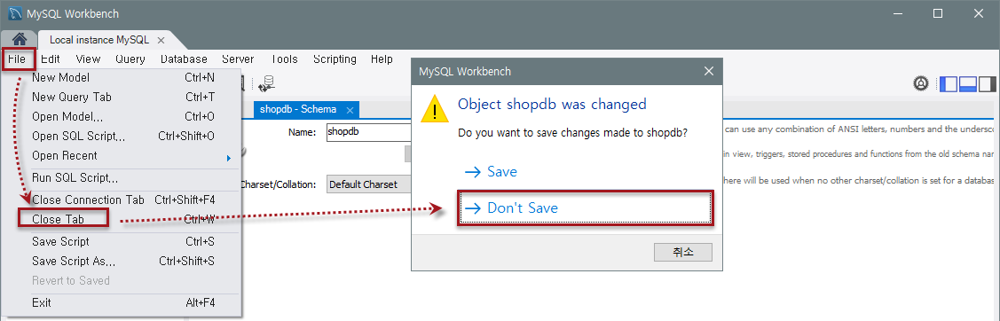 MySQL Workbench
Local instance MySQL
File Edit View Query Database Server Tools Scripting Help
New Model Ctrl+N
New Query Tab Ctrl+T
Open Model... Ctrl+O
Open SQL Script... Ctrl+Shift+O
Open Recent
Run SQL Script...
Close Connection Tab Ctrl+Shift+F4
Close Tab Ctrl+W
Save Script Ctrl+S
Save Script As... Ctrl+Shift+S
Revert to Saved
Exit Alt+F4
shopdb - Schema
Name: shopdb
Charset/Collation: Default Charset
MySQL Workbench
Object shopdb was changed
Do you want to save changes made to shopdb?
Save
Don't Save
취소
can use any combination of ANSI letters, numbers and the
in view, triggers, stored procedures and functions from the old schema
here will be used when no other charset/collation is set for a